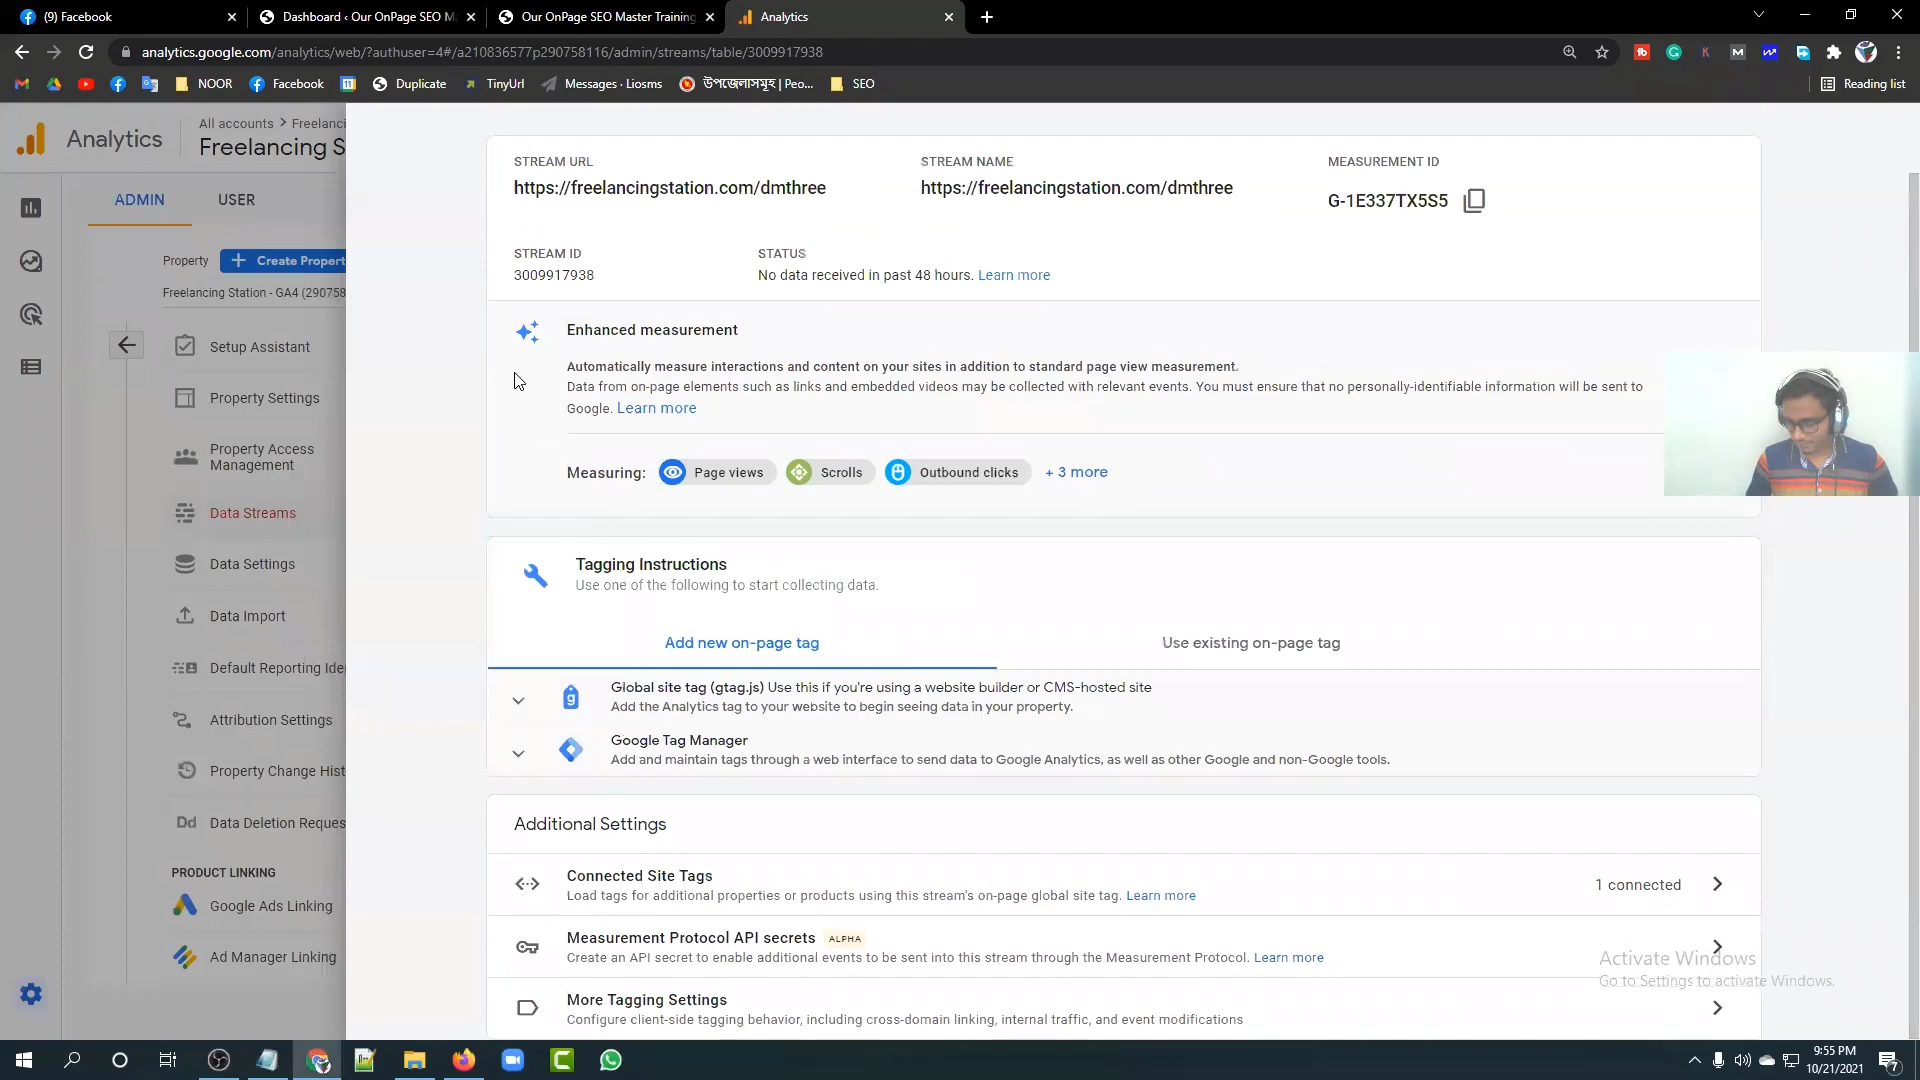 (9) Facebook
Dashboard ‹ Our OnPage SEO M
Our OnPage SEO Master Training
Analytics
analytics.google.com/analytics/web/?authuser=4#/a210836577p290758116/admin/streams/table/3009917938
NOOR
Facebook
Duplicate
TinyUrl
Messages · Liosms
উপজেলাসমূহ | Peo...
SEO
Reading list
Analytics
All accounts > Freelanci
Freelancing S
ADMIN
USER
Property
Create Propert
Freelancing Station - GA4 (290758
Setup Assistant
Property Settings
Property Access
Management
Data Streams
Data Settings
Data Import
Default Reporting Ide
Attribution Settings
Property Change Hist
Dd Data Deletion Reques
PRODUCT LINKING
Google Ads Linking
Ad Manager Linking
STREAM URL
https://freelancingstation.com/dmthree
STREAM NAME
https://freelancingstation.com/dmthree
MEASUREMENT ID
G-1E337TX5S5
STREAM ID
3009917938
STATUS
No data received in past 48 hours. Learn more
Enhanced measurement
Automatically measure interactions and content on your sites in addition to standard page view measurement.
Data from on-page elements such as links and embedded videos may be collected with relevant events. You must ensure that no personally-identifiable information will be sent to
Google. Learn more
Measuring: Page views Scrolls Outbound clicks + 3 more
Tagging Instructions
Use one of the following to start collecting data.
Add new on-page tag
Use existing on-page tag
Global site tag (gtag.js) Use this if you're using a website builder or CMS-hosted site
Add the Analytics tag to your website to begin seeing data in your property.
Google Tag Manager
Add and maintain tags through a web interface to send data to Google Analytics, as well as other Google and non-Google tools.
Additional Settings
Connected Site Tags
Load tags for additional properties or products using this stream's on-page global site tag. Learn more
1 connected
Measurement Protocol API secrets ALPHA
Create an API secret to enable additional events to be sent into this stream through the Measurement Protocol. Learn more
More Tagging Settings
Configure client-side tagging behavior, including cross-domain linking, internal traffic, and event modifications
Activate Windows
Go to Settings to activate Windows.
9:55 PM
10/21/2021
7